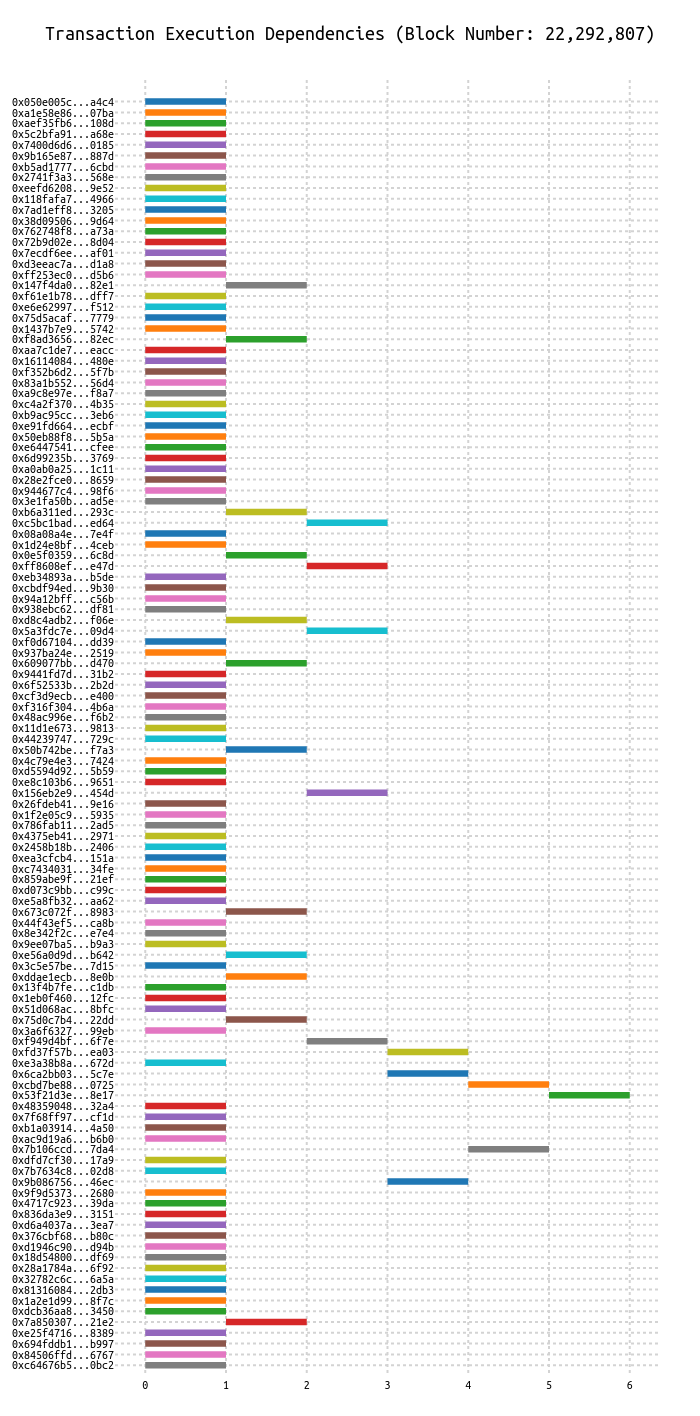 Transaction Execution Dependencies (Block Number: 22,292,807)
0x050e005c...a4c4
0xa1e58e86...07ba
0xaef35fb6...108d
0x5c2bfa91...a68e
0x7400d6d6...0185
0x9b165e87...887d
0xb5ad1777...6cbd
0x2741f3a3...568e
0xeefd6208...9e52
0x118fafa7...4966
0x7ad1eff8...3205
0x38d09506...9d64
0x762748f8...a73a
0x72b9d02e...8d04
0x7ecdf6ee...af01
0xd3eeac7a...d1a8
0xff253ec0...d5b6
0x147f4da0...82e1
0xf61e1b78...dff7
0xe6e62997...f512
0x75d5acaf...7779
0x1437b7e9...5742
0xf8ad3656...82ec
0xaa7c1de7...eacc
0x16114084...480e
0xf352b6d2...5f7b
0x83a1b552...56d4
0xa9c8e97e...f8a7
0xc4a2f370...4b35
0xb9ac95cc...3eb6
0xe91fd664...ecbf
0x50eb88f8...5b5a
0xe6447541...cfee
0x6d99235b...3769
0xa0ab0a25...1c11
0x28e2fce0...8659
0x944677c4...98f6
0x3e1fa50b...ad5e
0xb6a311ed...293c
0xc5bc1bad...ed64
0x08a08a4e...7e4f
0x1d24e8bf...4ceb
0x0e5f0359...6c8d
0xff8608ef...e47d
0xeb34893a...b5de
0xcbdf94ed...9b30
0x94a12bff...c56b
0x938ebc62...df81
0xd8c4adb2...f06e
0x5a3fdc7e...09d4
0xf0d67104...dd39
0x937ba24e...2519
0x609077bb...d470
0x9441fd7d...31b2
0x6f52533b...2b2d
0xcf3d9ecb...e400
0xf316f304...4b6a
0x48ac996e...f6b2
0x11d1e673...9813
0x44239747...729c
0x50b742be...f7a3
0x4c79e4e3...7424
0xd5594d92...5b59
0xe8c103b6...9651
0x156eb2e9...454d
0x26fdeb41...9e16
0x1f2e05c9...5935
0x786fab11...2ad5
0x4375eb41...2971
0x2458b18b...2406
0xea3cfcb4...151a
0xc7434031...34fe
0x859abe9f...21ef
0xd073c9bb...c99c
0xe5a8fb32...aa62
0x673c072f...8983
0x44f43ef5...ca8b
0x8e342f2c...e7e4
0x9ee07ba5...b9a3
0xe56a0d9d...b642
0x3c5e57be...7d15
0xddae1ecb...8e0b
0x13f4b7fe...c1db
0x1eb0f460...12fc
0x51d068ac...8bfc
0x75d0c7b4...22dd
0x3a6f6327...99eb
0xf949d4bf...6f7e
0xfd37f57b...ea03
0xe3a38b8a...672d
0x6ca2bb03...5c7e
0xcbd7be88...0725
0x53f21d3e...8e17
0x48359048...32a4
0x7f68ff97...cf1d
0xb1a03914...4a50
0xac9d19a6...b6b0
0x7b106ccd...7da4
0xdfd7cf30...17a9
0x7b7634c8...02d8
0x9b086756...46ec
0x9f9d5373...2680
0x4717c923...39da
0x836da3e9...3151
0xd6a4037a...3ea7
0x376cbf68...b80c
0xd1946c90...d94b
0x18d54800...df69
0x28a1784a...6f92
0x32782c6c...6a5a
0x81316084...2db3
0x1a2e1d99...8f7c
0xdcb36aa8...3450
0x7a850307...21e2
0xe25f4716...8389
0x694fddb1...b997
0x84506ffd...6767
0xc64676b5...0bc2
0 1 2 3 4 5 6